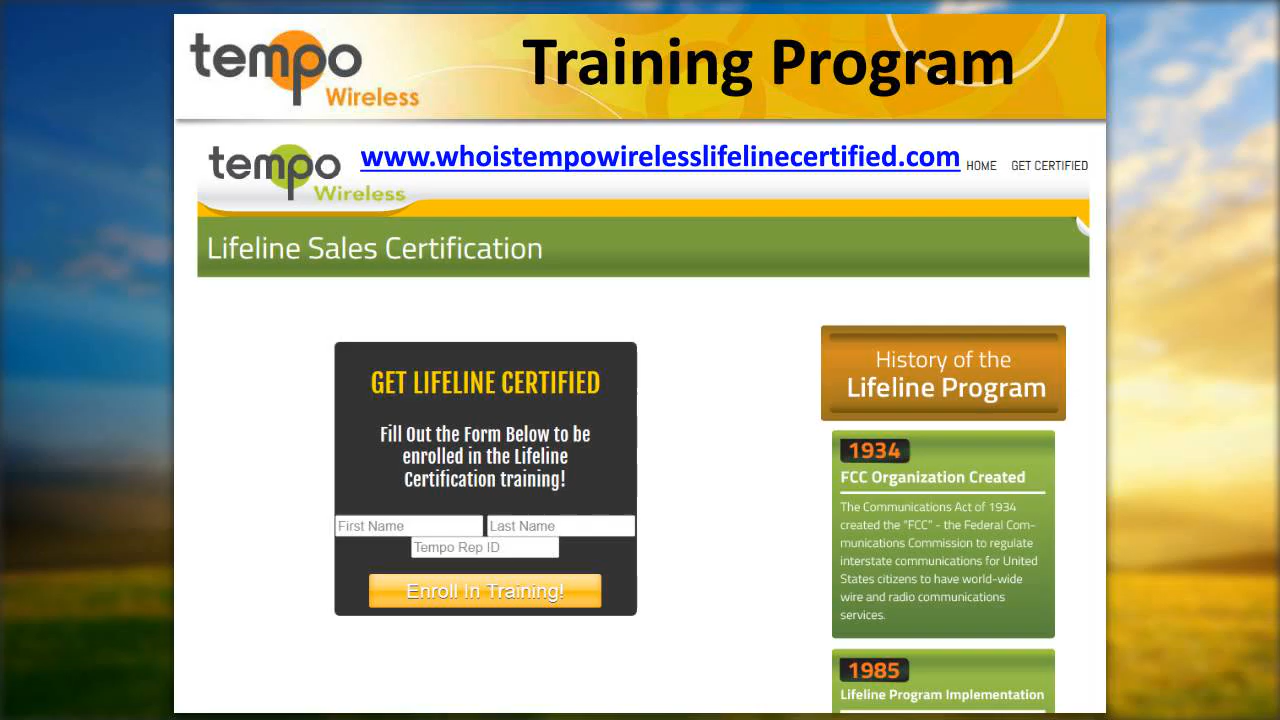 tempo
Wireless
Training Program
tempo
Wireless
www.whoistempowirelesslifelinecertified.com
HOME GET CERTIFIED
Lifeline Sales Certification
GET LIFELINE CERTIFIED
Fill Out the Form Below to be
enrolled in the Lifeline
Certification training!
First Name Last Name
Tempo Rep ID
Enroll In Training!
History of the
Lifeline Program
1934
FCC Organization Created
The Communications Act of 1934
created the "FCC" - the Federal Com-
munications Commission to regulate
interstate communications for United
States citizens to have world-wide
wire and radio communications
services.
1985
Lifeline Program Implementation